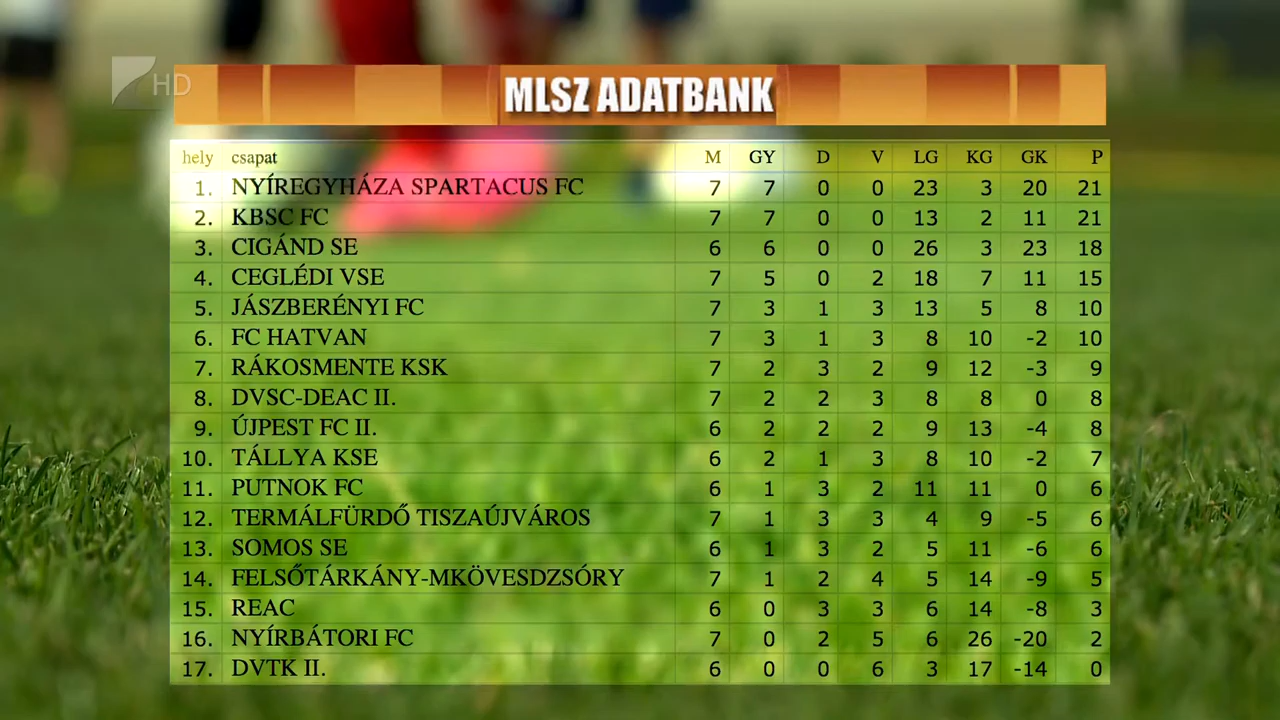 HD
MLSZ ADATBANK
hely csapat M GY D V LG KG GK P
1. NYÍREGYHÁZA SPARTACUS FC 7 7 0 0 23 3 20 21
2. KBSC FC 7 7 0 0 13 2 11 21
3. CIGÁND SE 6 6 0 0 26 3 23 18
4. CEGLÉDI VSE 7 5 0 2 18 7 11 15
5. JÁSZBERÉNYI FC 7 3 1 3 13 5 8 10
6. FC HATVAN 7 3 1 3 8 10 -2 10
7. RÁKOSMENTE KSK 7 2 3 2 9 12 -3 9
8. DVSC-DEAC II. 7 2 2 3 8 8 0 8
9. ÚJPEST FC II. 6 2 2 2 9 13 -4 8
10. TÁLLYA KSE 6 2 1 3 8 10 -2 7
11. PUTNOK FC 6 1 3 2 11 11 0 6
12. TERMÁLFÜRDŐ TISZAÚJVÁROS 7 1 3 3 4 9 -5 6
13. SOMOS SE 6 1 3 2 5 11 -6 6
14. FELSŐTÁRKÁNY-MKÖVESDZSÓRY 7 1 2 4 5 14 -9 5
15. REAC 6 0 3 3 6 14 -8 3
16. NYÍRBÁTORI FC 7 0 2 5 6 26 -20 2
17. DVTK II. 6 0 0 6 3 17 -14 0